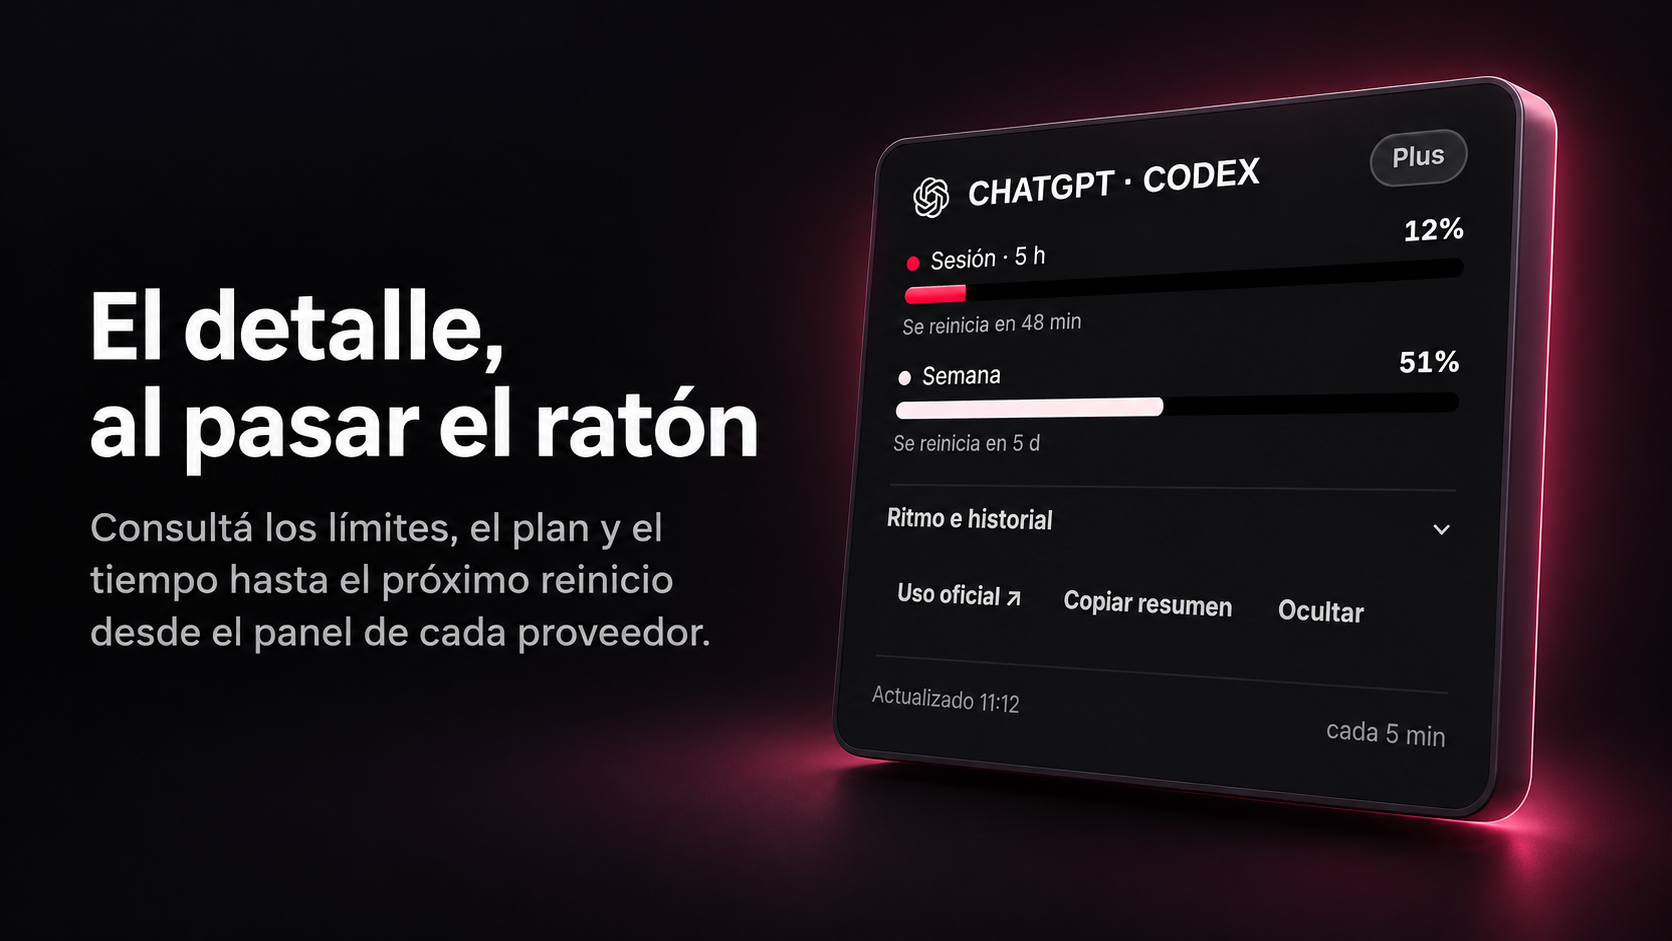 El detalle,
al pasar el ratón
Consultá los límites, el plan y el
tiempo hasta el próximo reinicio
desde el panel de cada proveedor.
CHATGPT · CODEX
Plus
Sesión · 5 h
12%
Se reinicia en 48 min
Semana
51%
Se reinicia en 5 d
Ritmo e historial
Uso oficial ↗ Copiar resumen Ocultar
Actualizado 11:12
cada 5 min